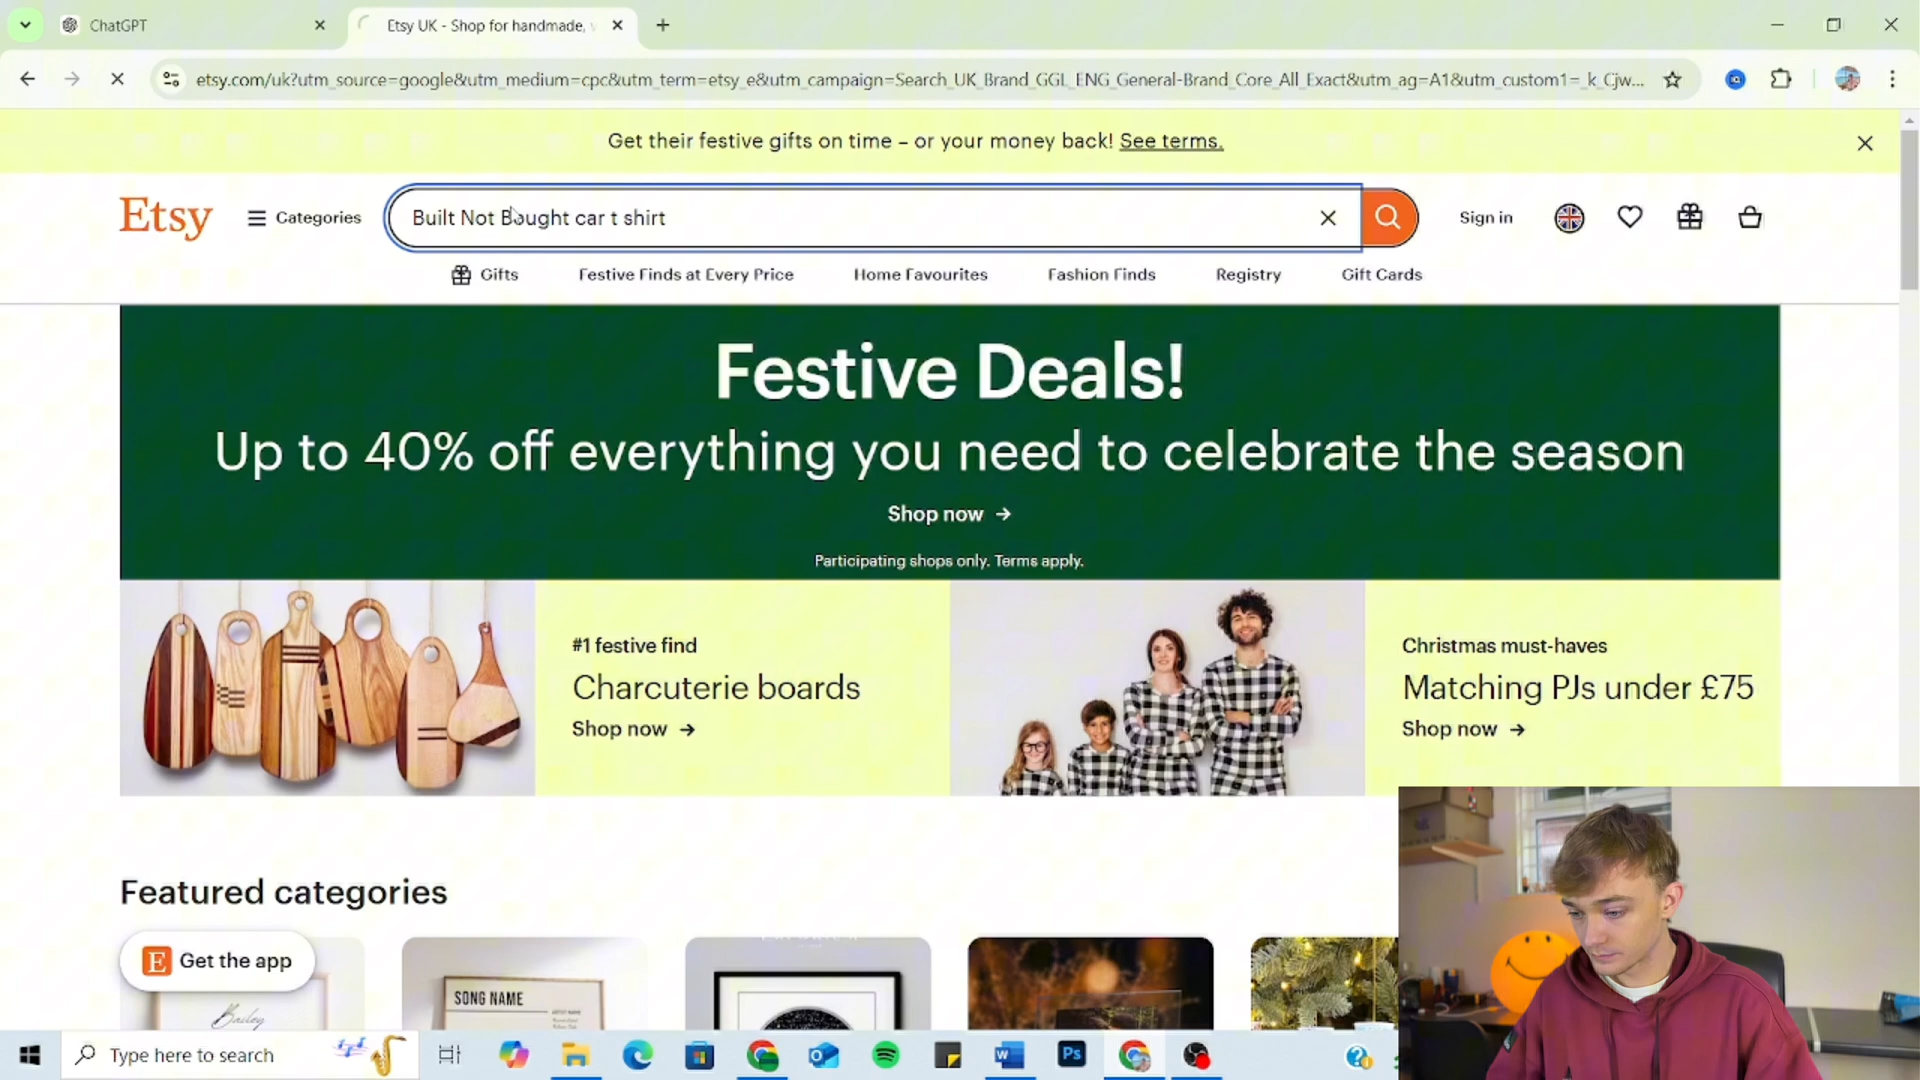 ChatGPT
Etsy UK - Shop for handmade,
etsy.com/uk?utm_source=google&utm_medium=cpc&utm_term=etsy_e&utm_campaign=Search_UK_Brand_GGL_ENG_General-Brand_Core_All_Exact&utm_ag=A1&utm_custom1=_k_Cjw...
Get their festive gifts on time – or your money back! See terms.
Etsy
Categories
Built Not Bought car t shirt
Sign in
Gifts
Festive Finds at Every Price
Home Favourites
Fashion Finds
Registry
Gift Cards
Festive Deals!
Up to 40% off everything you need to celebrate the season
Shop now →
Participating shops only. Terms apply.
#1 festive find
Charcuterie boards
Shop now →
Christmas must-haves
Matching PJs under £75
Shop now →
Featured categories
E Get the app
Bailey
SONG NAME
Type here to search
W
Ps